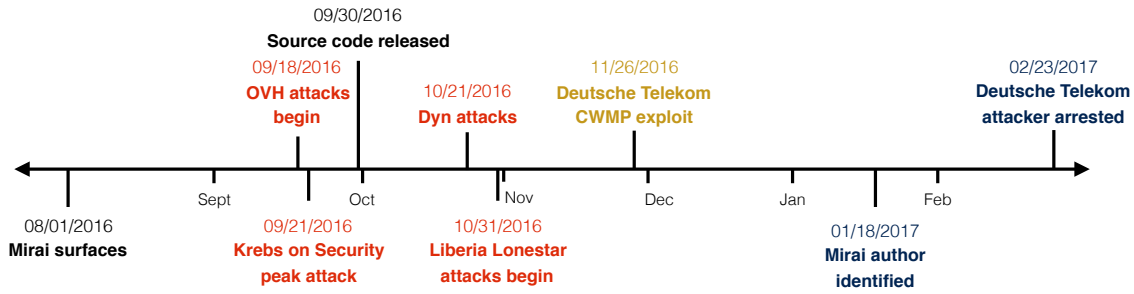 09/30/2016
Source code released
09/18/2016
OVH attacks
begin
10/21/2016
Dyn attacks
11/26/2016
Deutsche Telekom
CWMP exploit
02/23/2017
Deutsche Telekom
attacker arrested
Sept
Oct
Nov
Dec
Jan
Feb
08/01/2016
Mirai surfaces
09/21/2016
Krebs on Security
peak attack
10/31/2016
Liberia Lonestar
attacks begin
01/18/2017
Mirai author
identified